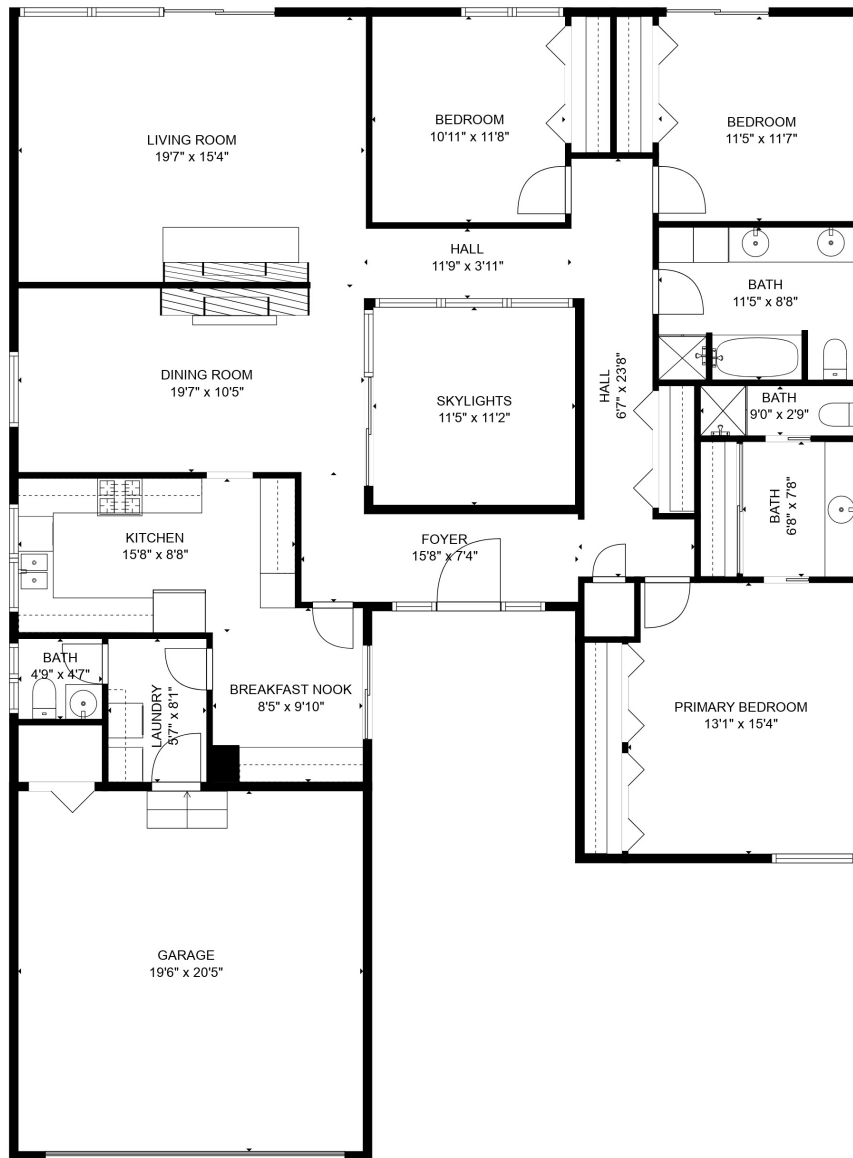 LIVING ROOM
19'7" x 15'4"
BEDROOM
10'11" x 11'8"
BEDROOM
11'5" x 11'7"
HALL
11'9" x 3'11"
BATH
11'5" x 8'8"
DINING ROOM
19'7" x 10'5"
SKYLIGHTS
11'5" x 11'2"
HALL
6'7" x 23'8"
BATH
9'0" x 2'9"
BATH
6'8" x 7'8"
KITCHEN
15'8" x 8'8"
FOYER
15'8" x 7'4"
BATH
4'9" x 4'7"
LAUNDRY
5'7" x 8'1"
BREAKFAST NOOK
8'5" x 9'10"
PRIMARY BEDROOM
13'1" x 15'4"
GARAGE
19'6" x 20'5"